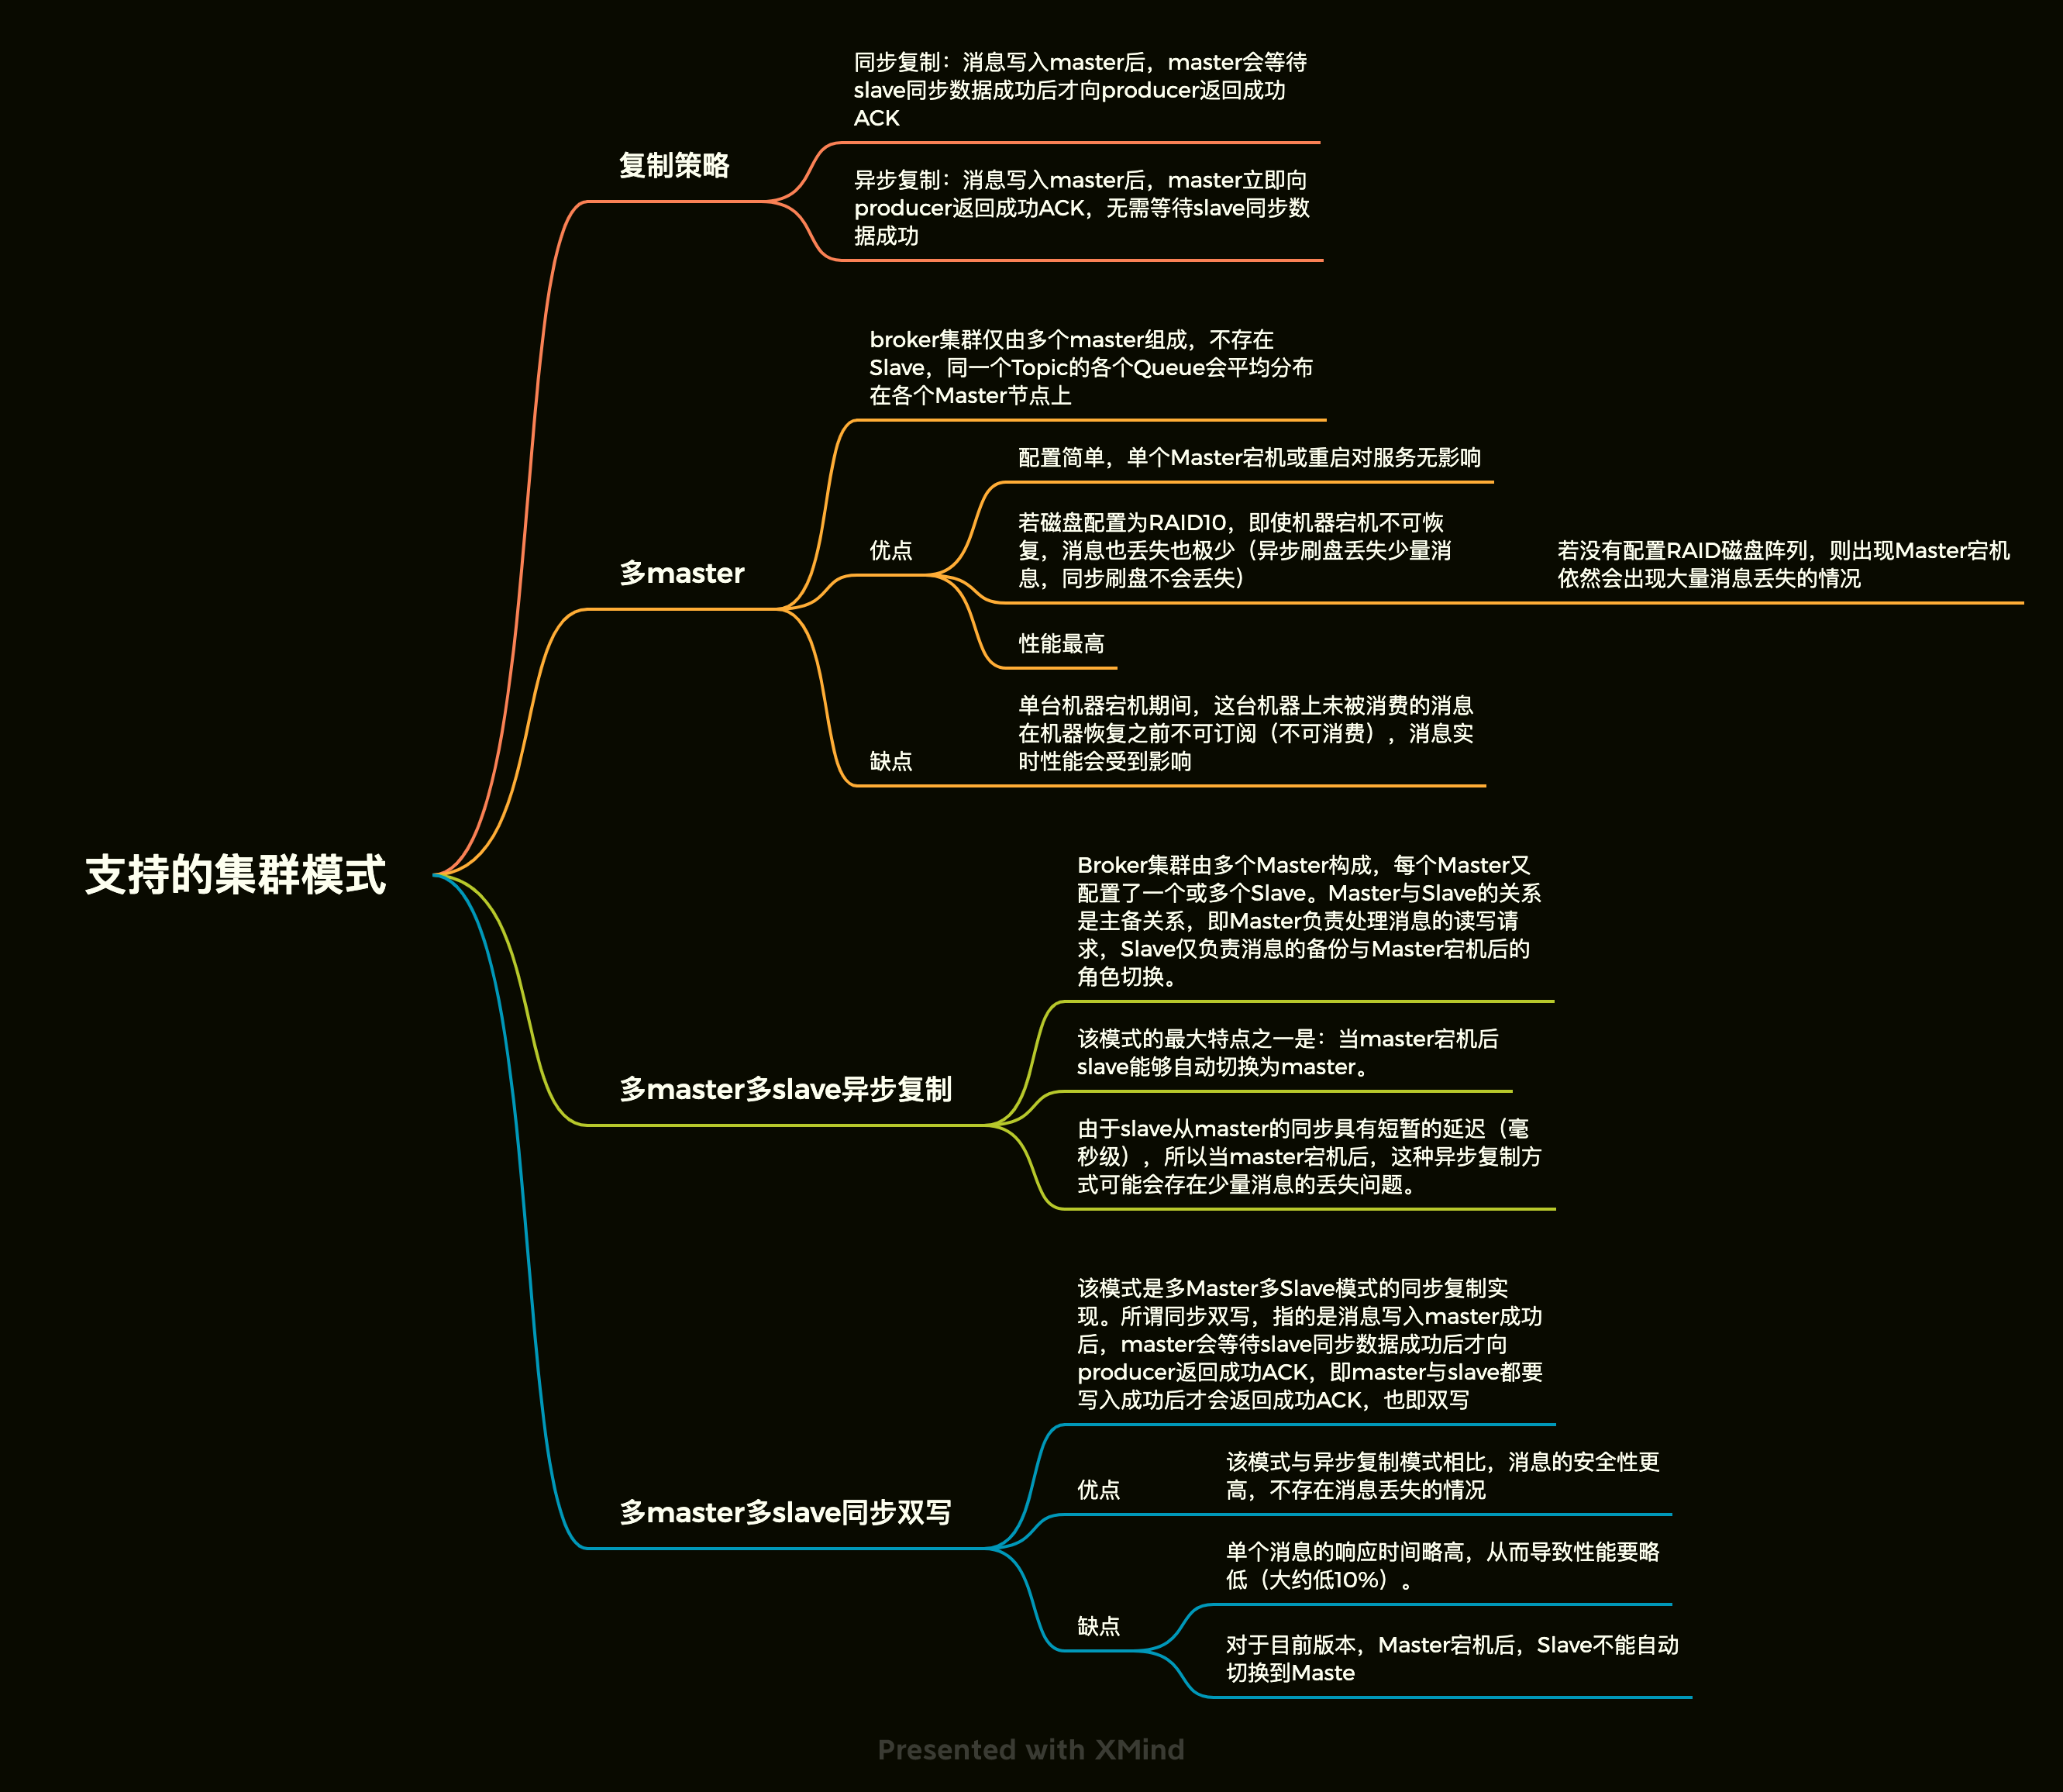 支持的集群模式
复制策略
同步复制：消息写入master后，master会等待
slave同步数据成功后才向producer返回成功
ACK
异步复制：消息写入master后，master立即向
producer返回成功ACK，无需等待slave同步数
据成功
多master
broker集群仅由多个master组成，不存在
Slave，同一个Topic的各个Queue会平均分布
在各个Master节点上
优点
配置简单，单个Master宕机或重启对服务无影响
若磁盘配置为RAID10，即使机器宕机不可恢
复，消息也丢失也极少（异步刷盘丢失少量消
息，同步刷盘不会丢失）
若没有配置RAID磁盘阵列，则出现Master宕机
依然会出现大量消息丢失的情况
性能最高
缺点
单台机器宕机期间，这台机器上未被消费的消息
在机器恢复之前不可订阅（不可消费），消息实
时性能会受到影响
多master多slave异步复制
Broker集群由多个Master构成，每个Master又
配置了一个或多个Slave。Master与Slave的关系
是主备关系，即Master负责处理消息的读写请
求，Slave仅负责消息的备份与Master宕机后的
角色切换。
该模式的最大特点之一是：当master宕机后
slave能够自动切换为master。
由于slave从master的同步具有短暂的延迟（毫
秒级），所以当master宕机后，这种异步复制方
式可能会存在少量消息的丢失问题。
多master多slave同步双写
该模式是多Master多Slave模式的同步复制实
现。所谓同步双写，指的是消息写入master成功
后，master会等待slave同步数据成功后才向
producer返回成功ACK，即master与slave都要
写入成功后才会返回成功ACK，也即双写
优点
该模式与异步复制模式相比，消息的安全性更
高，不存在消息丢失的情况
缺点
单个消息的响应时间略高，从而导致性能要略
低（大约低10%）。
对于目前版本，Master宕机后，Slave不能自动
切换到Maste
Presented with XMind